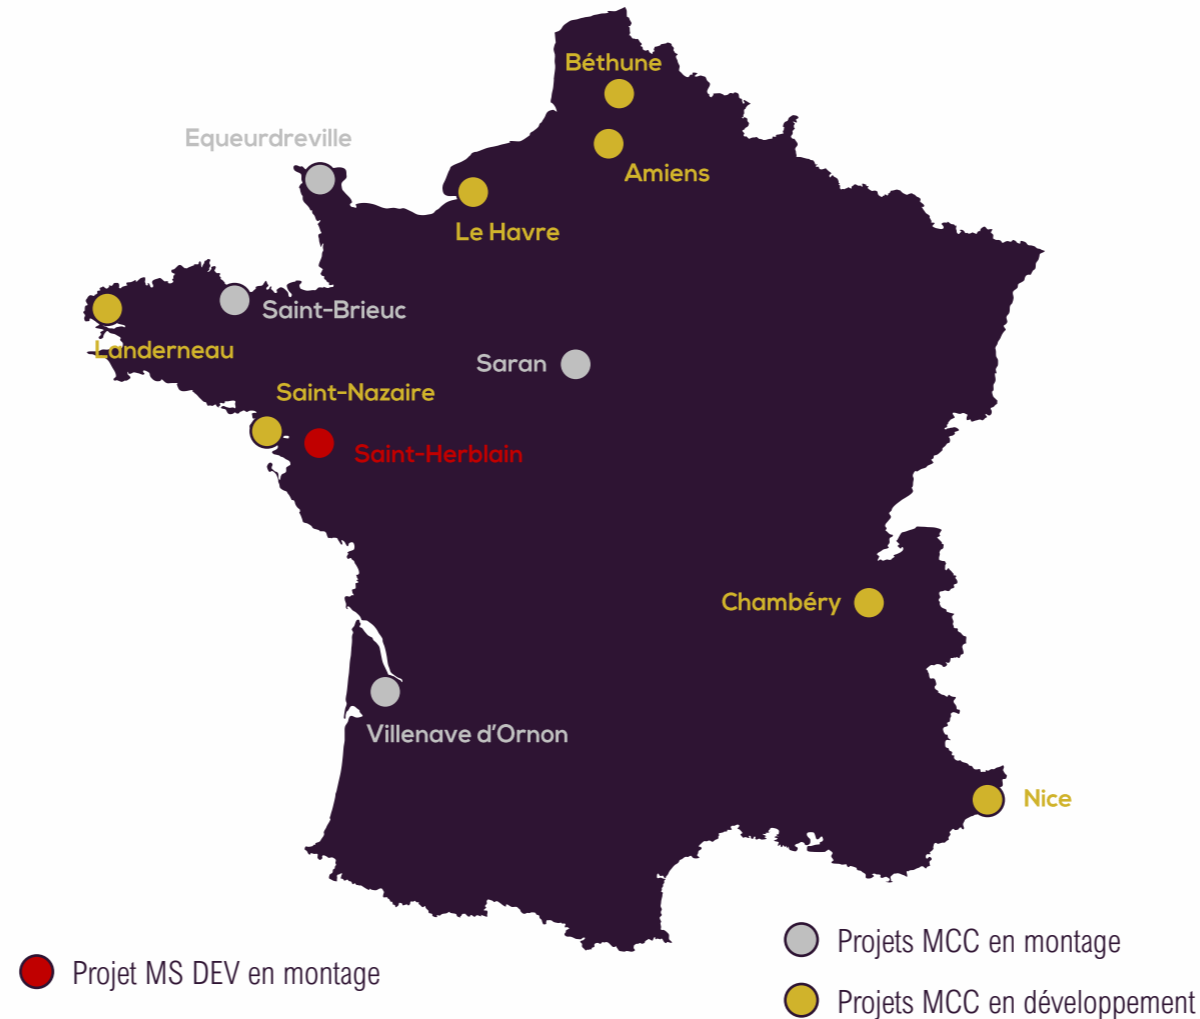 Béthune
Equeurdreville
Amiens
Le Havre
Saint-Brieuc
Landerneau
Saran
Saint-Nazaire
Saint-Herblain
Chambéry
Villenave d'Ornon
Nice
Projets MCC en montage
Projet MS DEV en montage
Projets MCC en développement